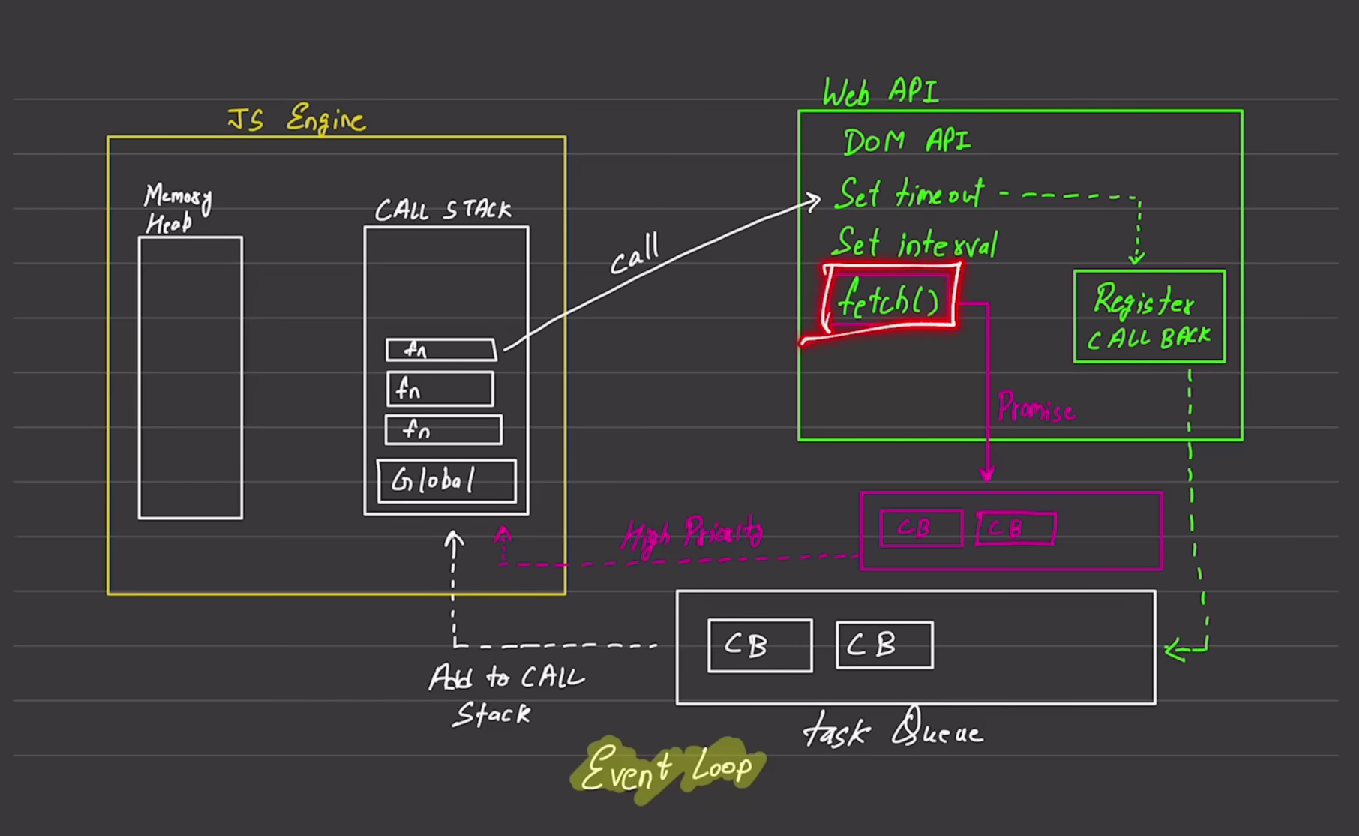 JS Engine
Memory
Heap
CALL STACK
fn
fn
fn
Global
call
Web API
DOM API
Set timeout
Set interval
fetch()
Register
CALL BACK
Promise
High Priority
CB CB
CB CB
Add to CALL
Stack
task Queue
Event Loop